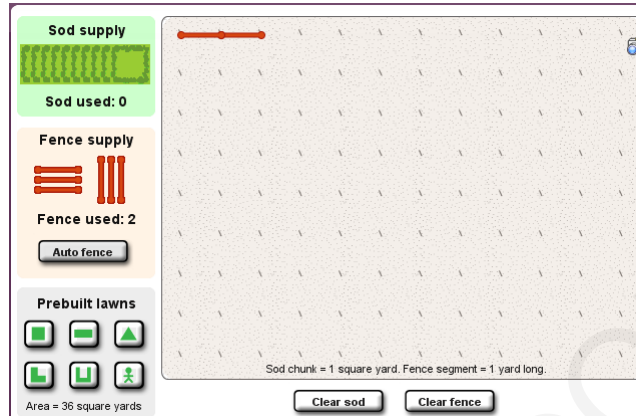 Sod supply
Sod used: 0
Fence supply
Fence used: 2
Auto fence
Prebuilt lawns
Area = 36 square yards
Sod chunk = 1 square yard. Fence segment = 1 yard long.
Clear sod
Clear fence